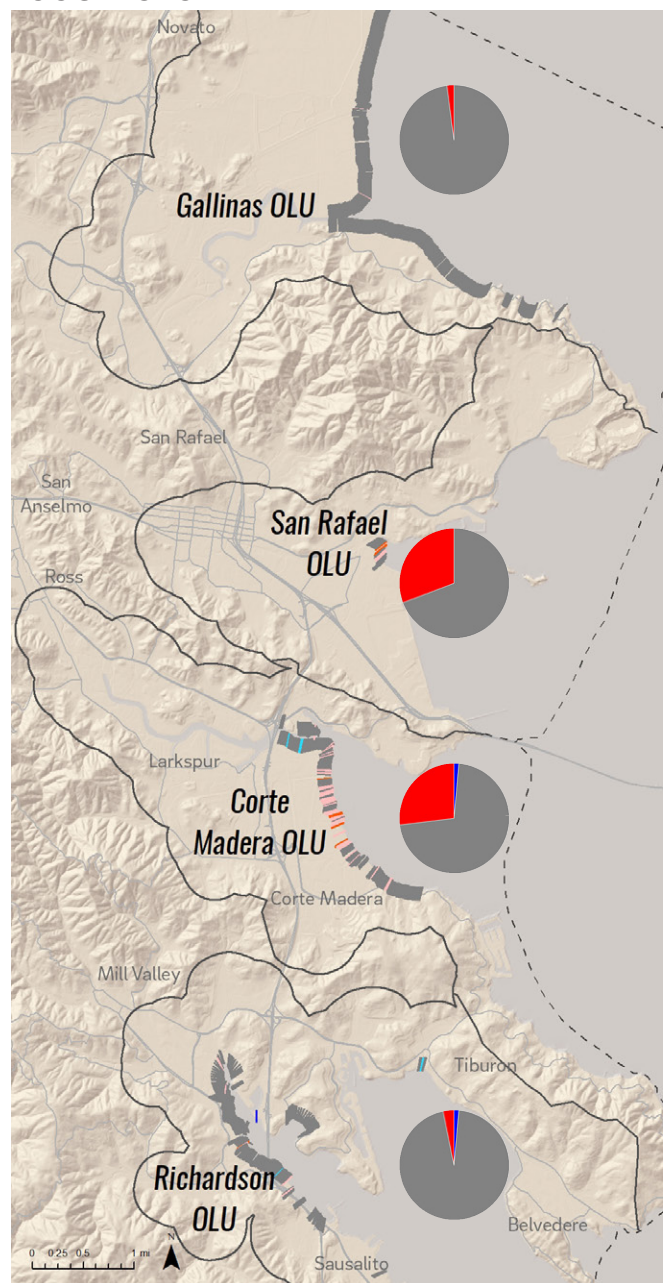 Novato
Gallinas OLU
San Rafael
San
Anselmo
San Rafael
OLU
Ross
Larkspur
Corte
Madera OLU
Corte Madera
Mill Valley
Tiburon
Richardson
OLU
Belvedere
N
0 0.25 0.5 1 mi
Sausalito